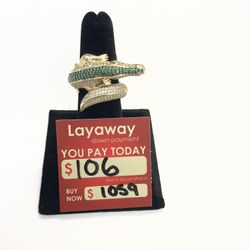 Layaway
down payment
YOU PAY TODAY
$106
BUY
NOW $1059